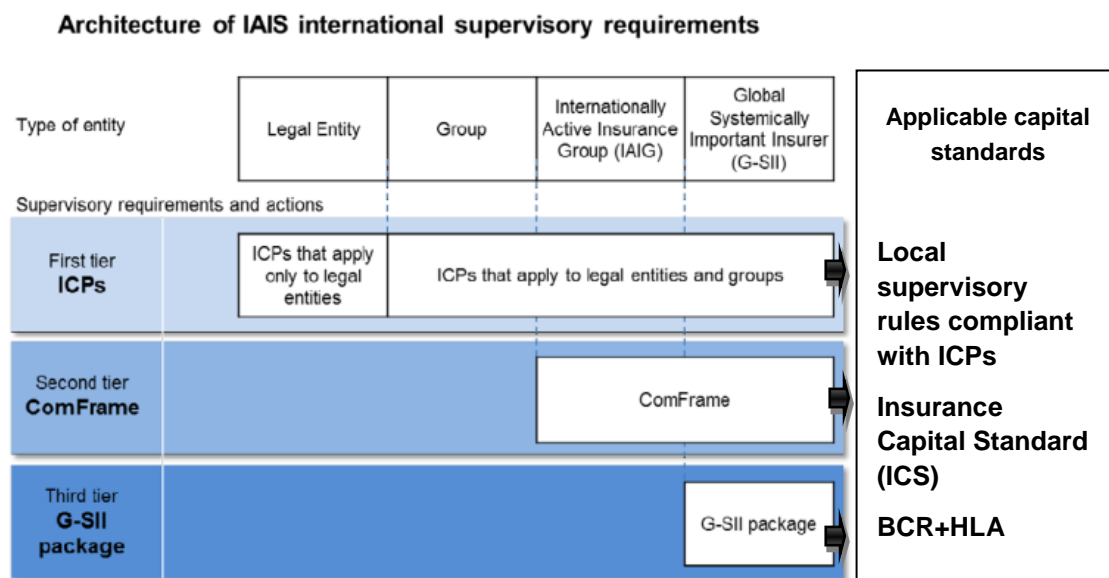 Architecture of IAIS international supervisory requirements
Type of entity
Legal Entity
Group
Internationally
Active Insurance
Group (IAIG)
Global
Systemically
Important Insurer
(G-SII)
Applicable capital
standards
Supervisory requirements and actions
First tier
ICPs
ICPs that apply
only to legal
entities
ICPs that apply to legal entities and groups
Local
supervisory
rules compliant
with ICPs
Second tier
ComFrame
ComFrame
Insurance
Capital Standard
(ICS)
Third tier
G-SII
package
G-SII package
BCR+HLA